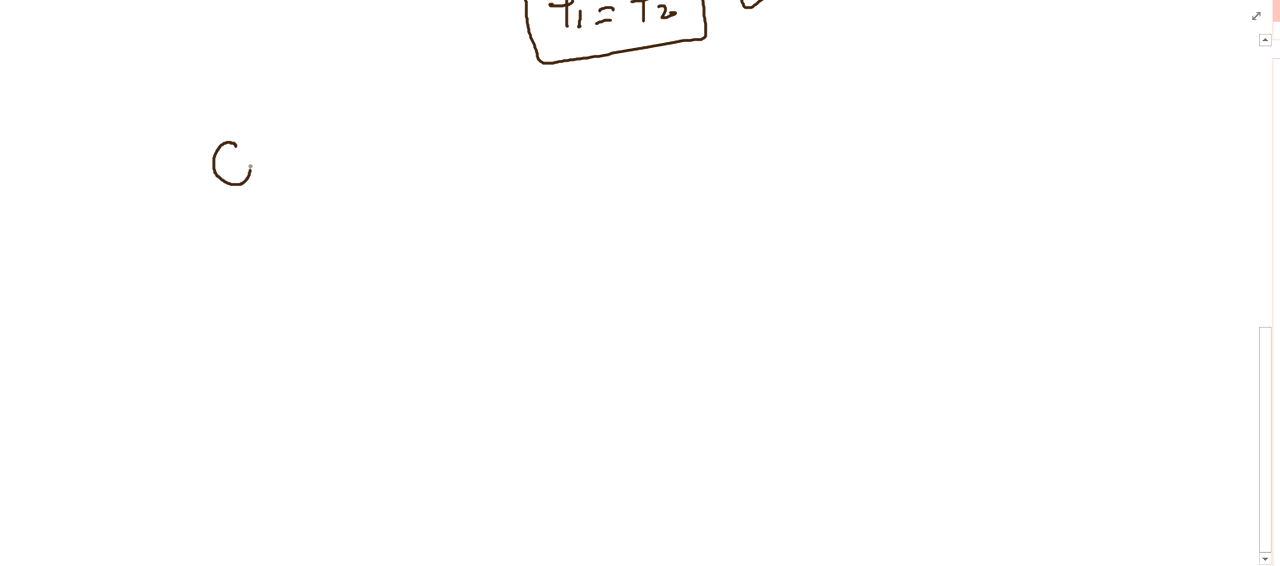 T₁ = T₂
C